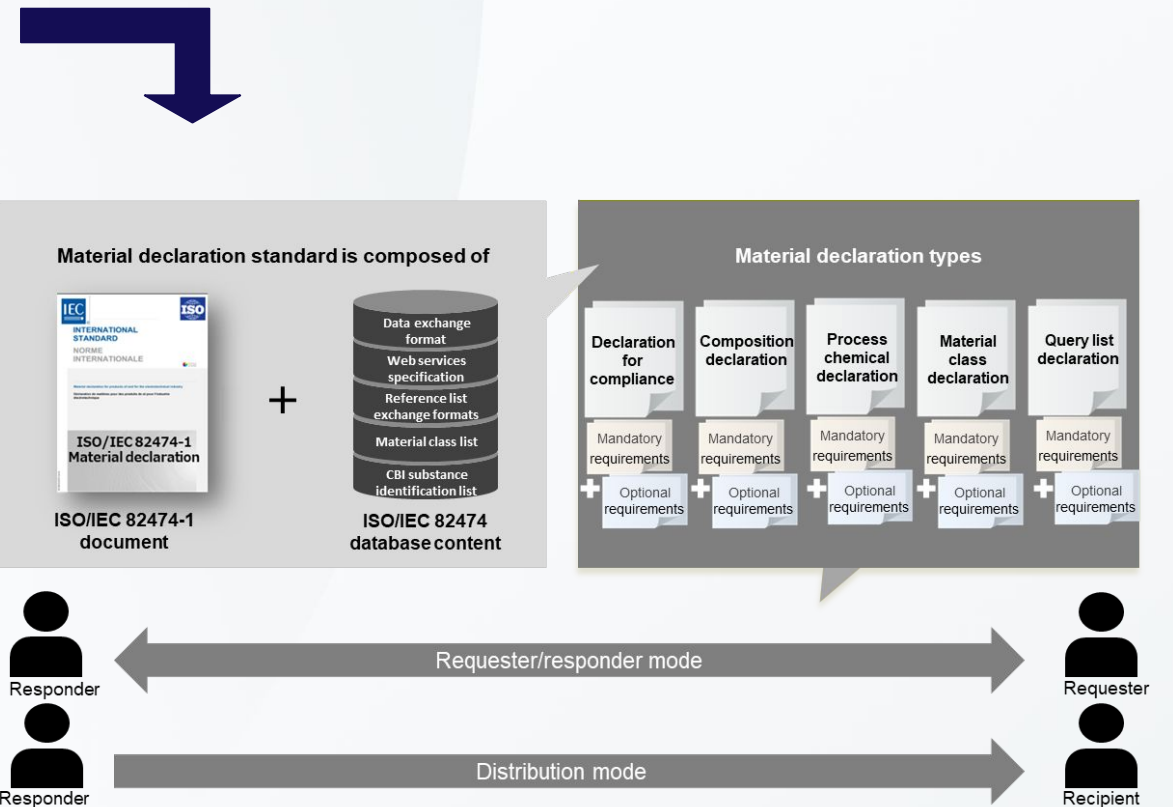 Material declaration standard is composed of
IEC
ISO
INTERNATIONAL
STANDARD
NORME
INTERNATIONALE
ISO/IEC 82474-1
Material declaration
ISO/IEC 82474-1
document
+
Data exchange
format
Web services
specification
Reference list
exchange formats
Material class list
CBI substance
identification list
ISO/IEC 82474
database content
Material declaration types
Declaration
for
compliance
Mandatory
requirements
+
Optional
requirements
Composition
declaration
Mandatory
requirements
+
Optional
requirements
Process
chemical
declaration
Mandatory
requirements
+
Optional
requirements
Material
class
declaration
Mandatory
requirements
+
Optional
requirements
Query list
declaration
Mandatory
requirements
+
Optional
requirements
Responder
Requester/responder mode
Requester
Responder
Distribution mode
Recipient